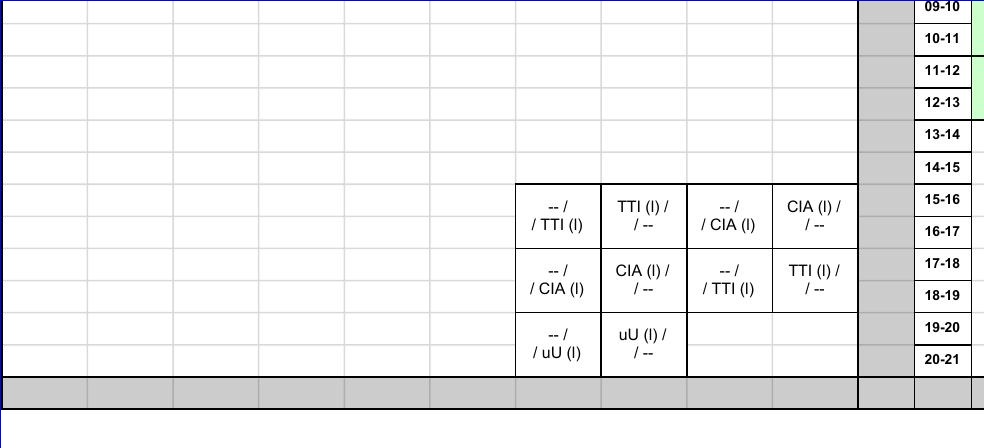 09-10
10-11
11-12
12-13
13-14
14-15
-- / TTI (l) / -- / CIA (l) / 15-16
/ TTI (l) / -- / CIA (l) / -- 16-17
-- / CIA (l) / -- / TTI (l) / 17-18
/ CIA (l) / -- / TTI (l) / -- 18-19
-- / uU (l) / 19-20
/ uU (l) / -- 20-21